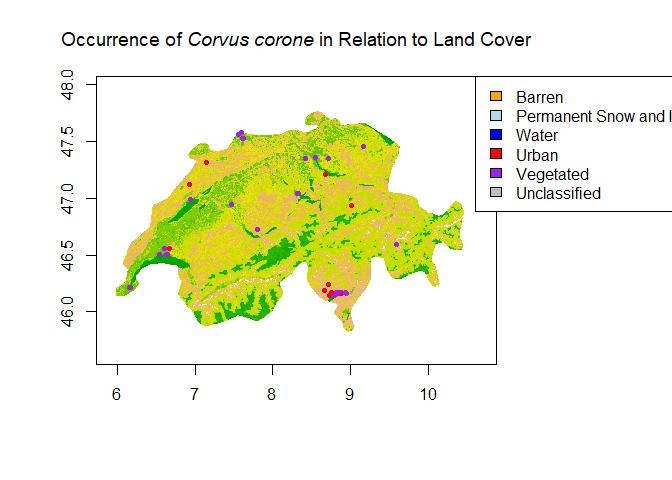 Occurrence of Corvus corone in Relation to Land Cover
48.0
47.5
47.0
46.5
46.0
6 7 8 9 10
Barren
Permanent Snow and I
Water
Urban
Vegetated
Unclassified